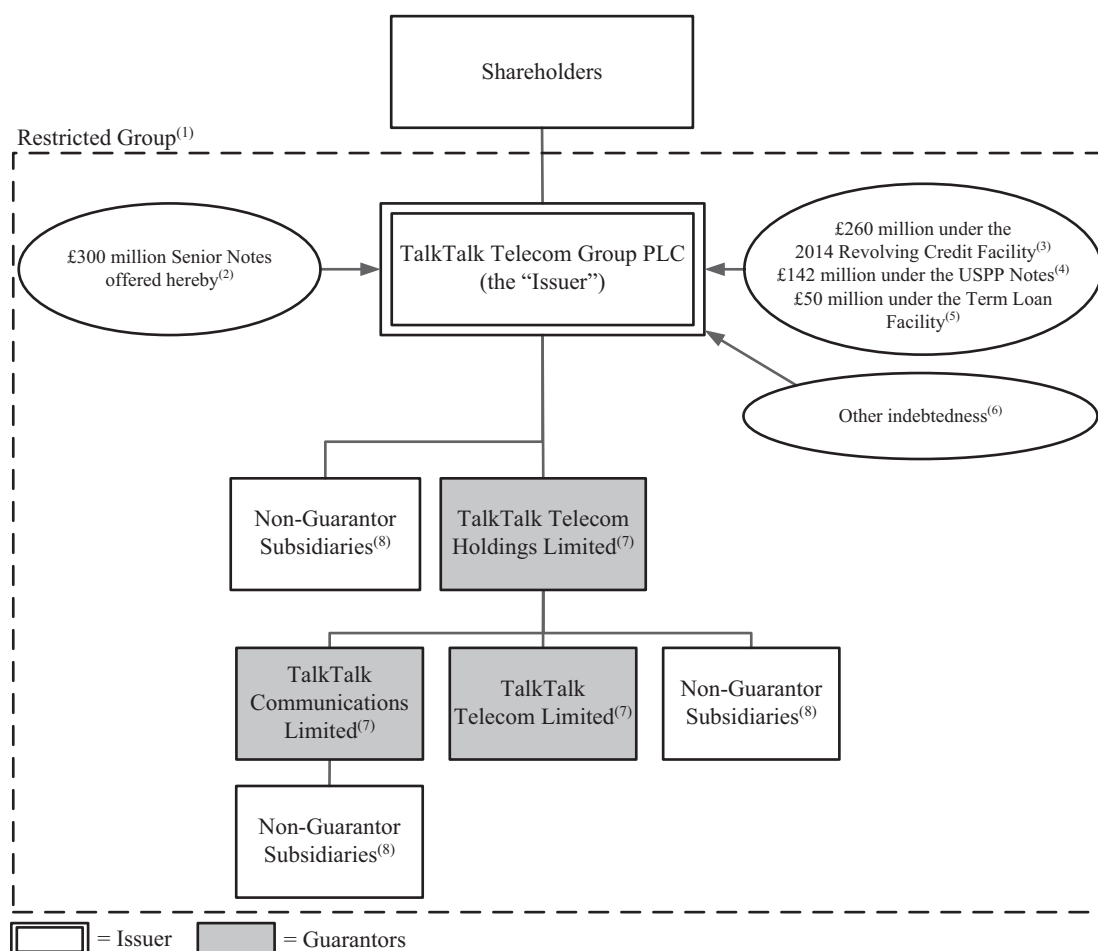 Shareholders
Restricted Group(1)
£300 million Senior Notes
offered hereby(2)
TalkTalk Telecom Group PLC
(the “Issuer”)
£260 million under the
2014 Revolving Credit Facility(3)
£142 million under the USPP Notes(4)
£50 million under the Term Loan
Facility(5)
Other indebtedness(6)
Non-Guarantor
Subsidiaries(8)
TalkTalk Telecom
Holdings Limited(7)
TalkTalk
Communications
Limited(7)
TalkTalk
Telecom Limited(7)
Non-Guarantor
Subsidiaries(8)
Non-Guarantor
Subsidiaries(8)
= Issuer
= Guarantors